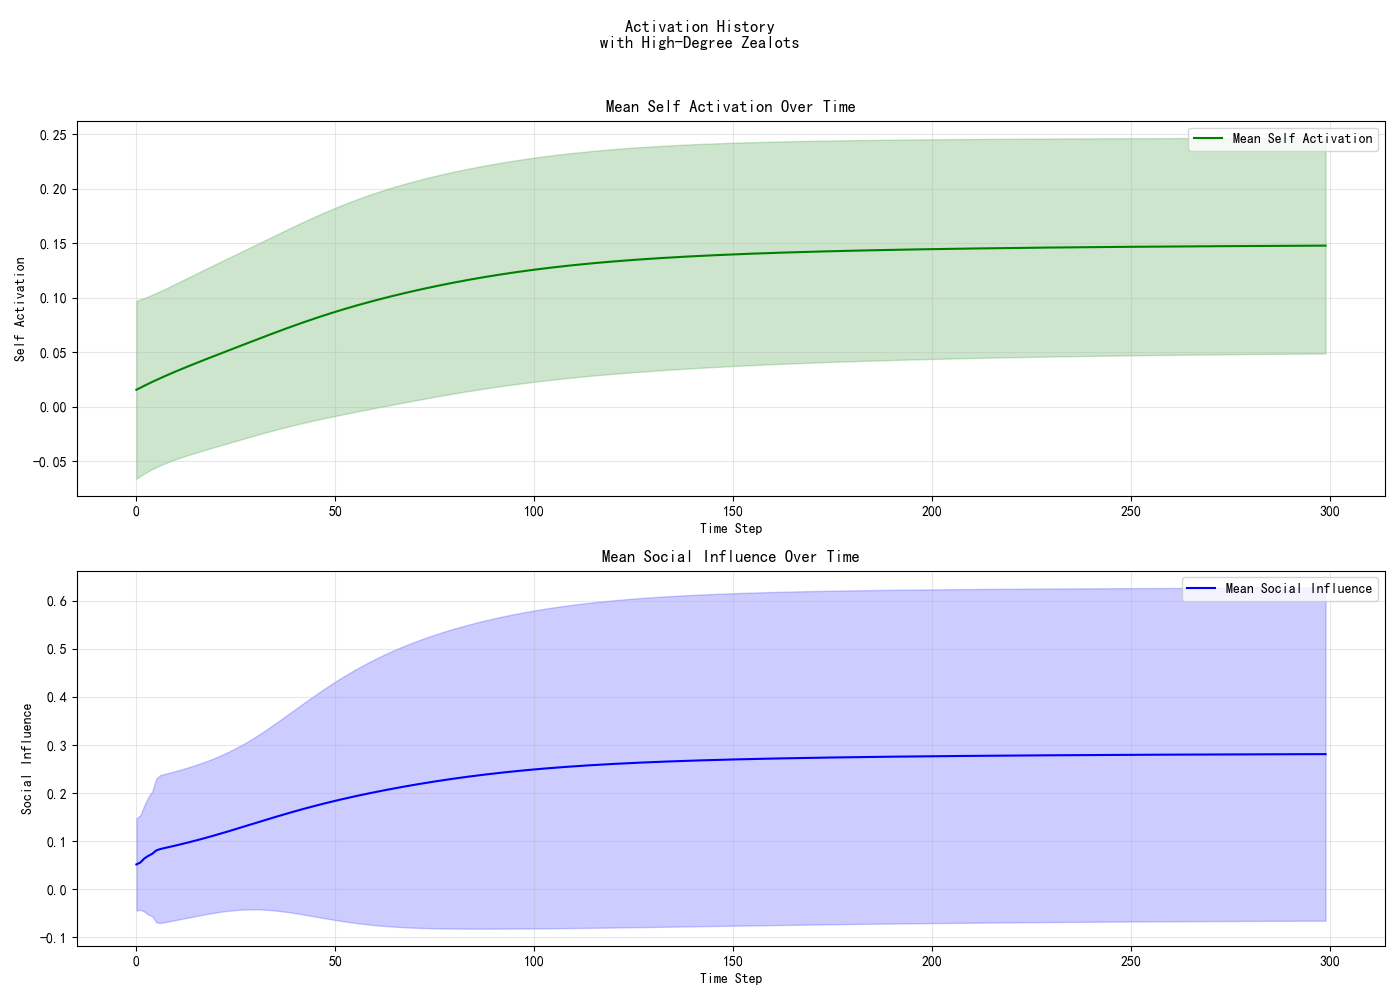 Activation History
with High-Degree Zealots
Mean Self Activation Over Time
Mean Self Activation
Self Activation
0.25
0.20
0.15
0.10
0.05
0.00
-0.05
0 50 100 150 200 250 300
Time Step
Mean Social Influence Over Time
Mean Social Influence
Social Influence
0.6
0.5
0.4
0.3
0.2
0.1
0.0
-0.1
0 50 100 150 200 250 300
Time Step